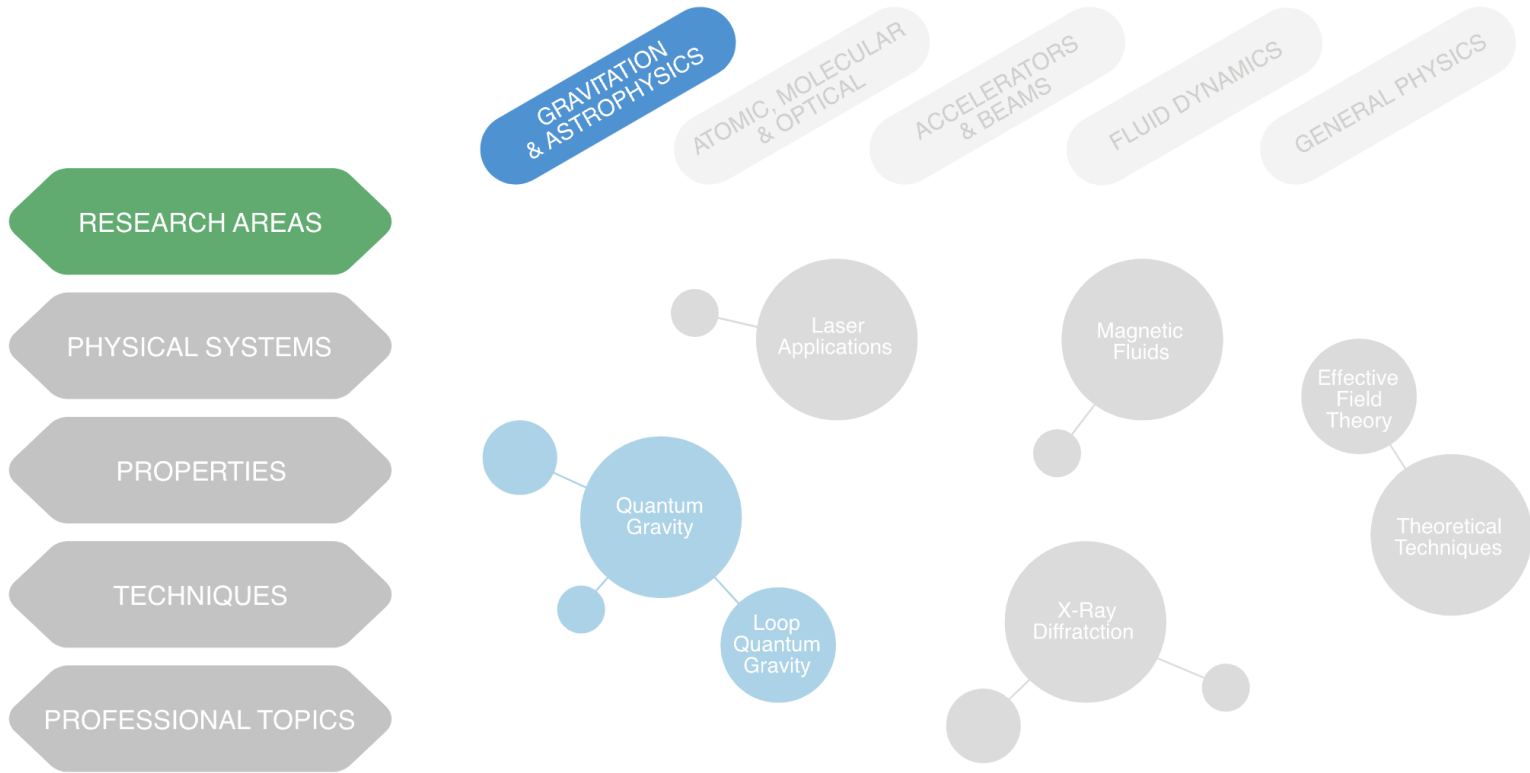 GRAVITATION
& ASTROPHYSICS
ATOMIC, MOLECULAR
& OPTICAL
ACCELERATORS
& BEAMS
FLUID DYNAMICS
GENERAL PHYSICS
RESEARCH AREAS
PHYSICAL SYSTEMS
PROPERTIES
TECHNIQUES
PROFESSIONAL TOPICS
Laser
Applications
Magnetic
Fluids
Effective
Field
Theory
Quantum
Gravity
Theoretical
Techniques
Loop
Quantum
Gravity
X-Ray
Diffratction